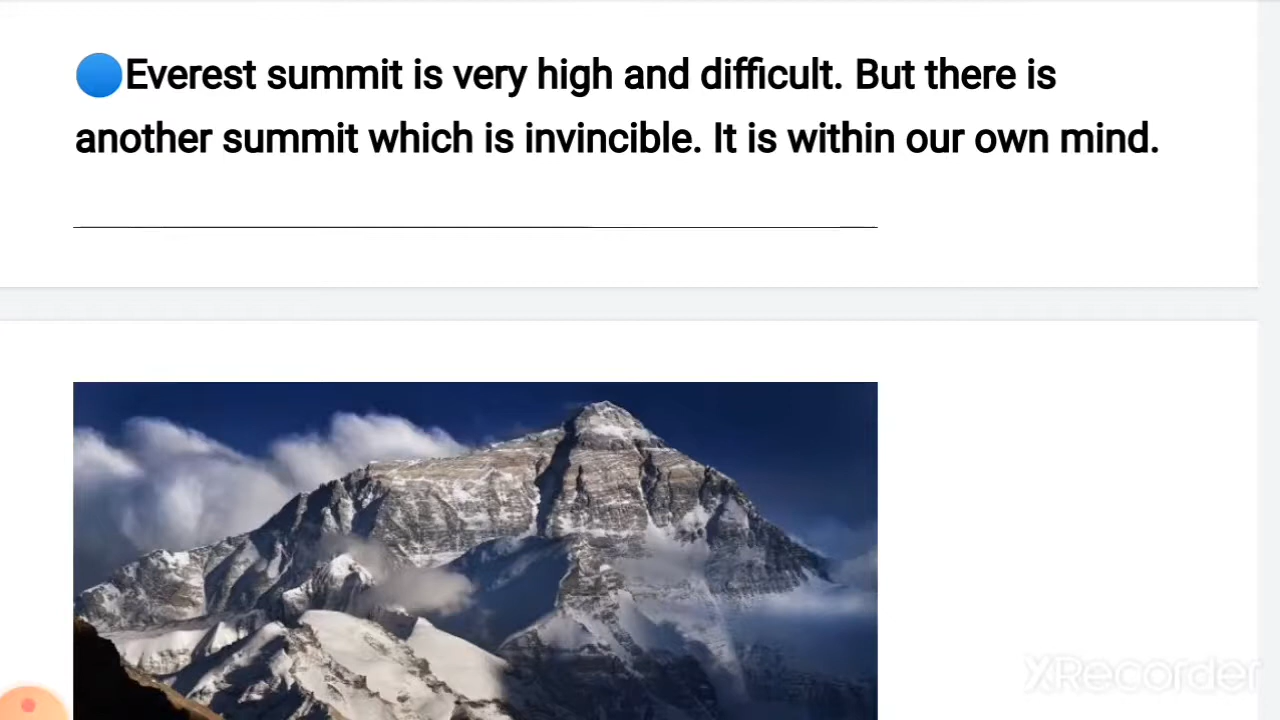 Everest summit is very high and difficult. But there is
another summit which is invincible. It is within our own mind.
XRecorder